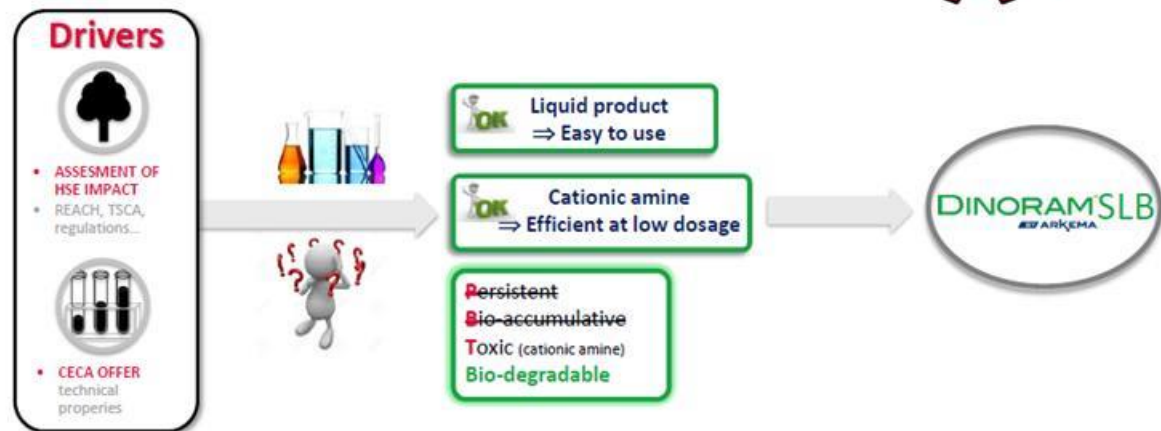 Drivers
• ASSESMENT OF
HSE IMPACT
• REACH, TSCA,
regulations...
• CECA OFFER
technical
properies
OK
Liquid product
⇒ Easy to use
OK
Cationic amine
⇒ Efficient at low dosage
Persistent
Bio-accumulative
Toxic (cationic amine)
Bio-degradable
DINORAM®SLB
ARKEMA